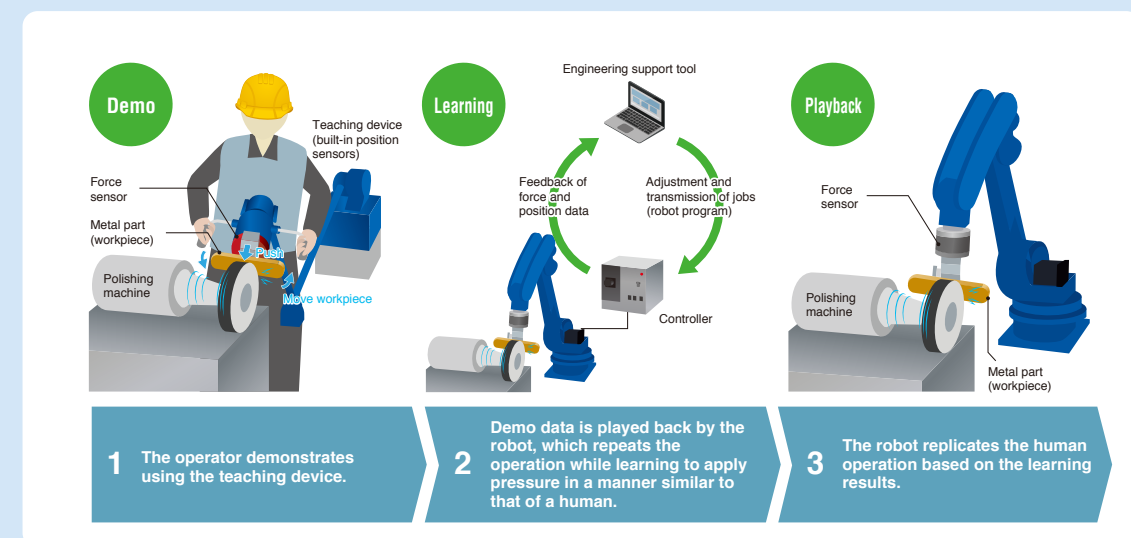 Demo
Teaching device
(built-in position
sensors)
Force
sensor
Metal part
(workpiece)
Push
Polishing
machine
Move workpiece
Learning
Engineering support tool
Feedback of
force and
position data
Adjustment and
transmission of jobs
(robot program)
Controller
Playback
Force
sensor
Polishing
machine
Metal part
(workpiece)
1
The operator demonstrates
using the teaching device.
2
Demo data is played back by the
robot, which repeats the
operation while learning to apply
pressure in a manner similar to
that of a human.
3
The robot replicates the human
operation based on the learning
results.